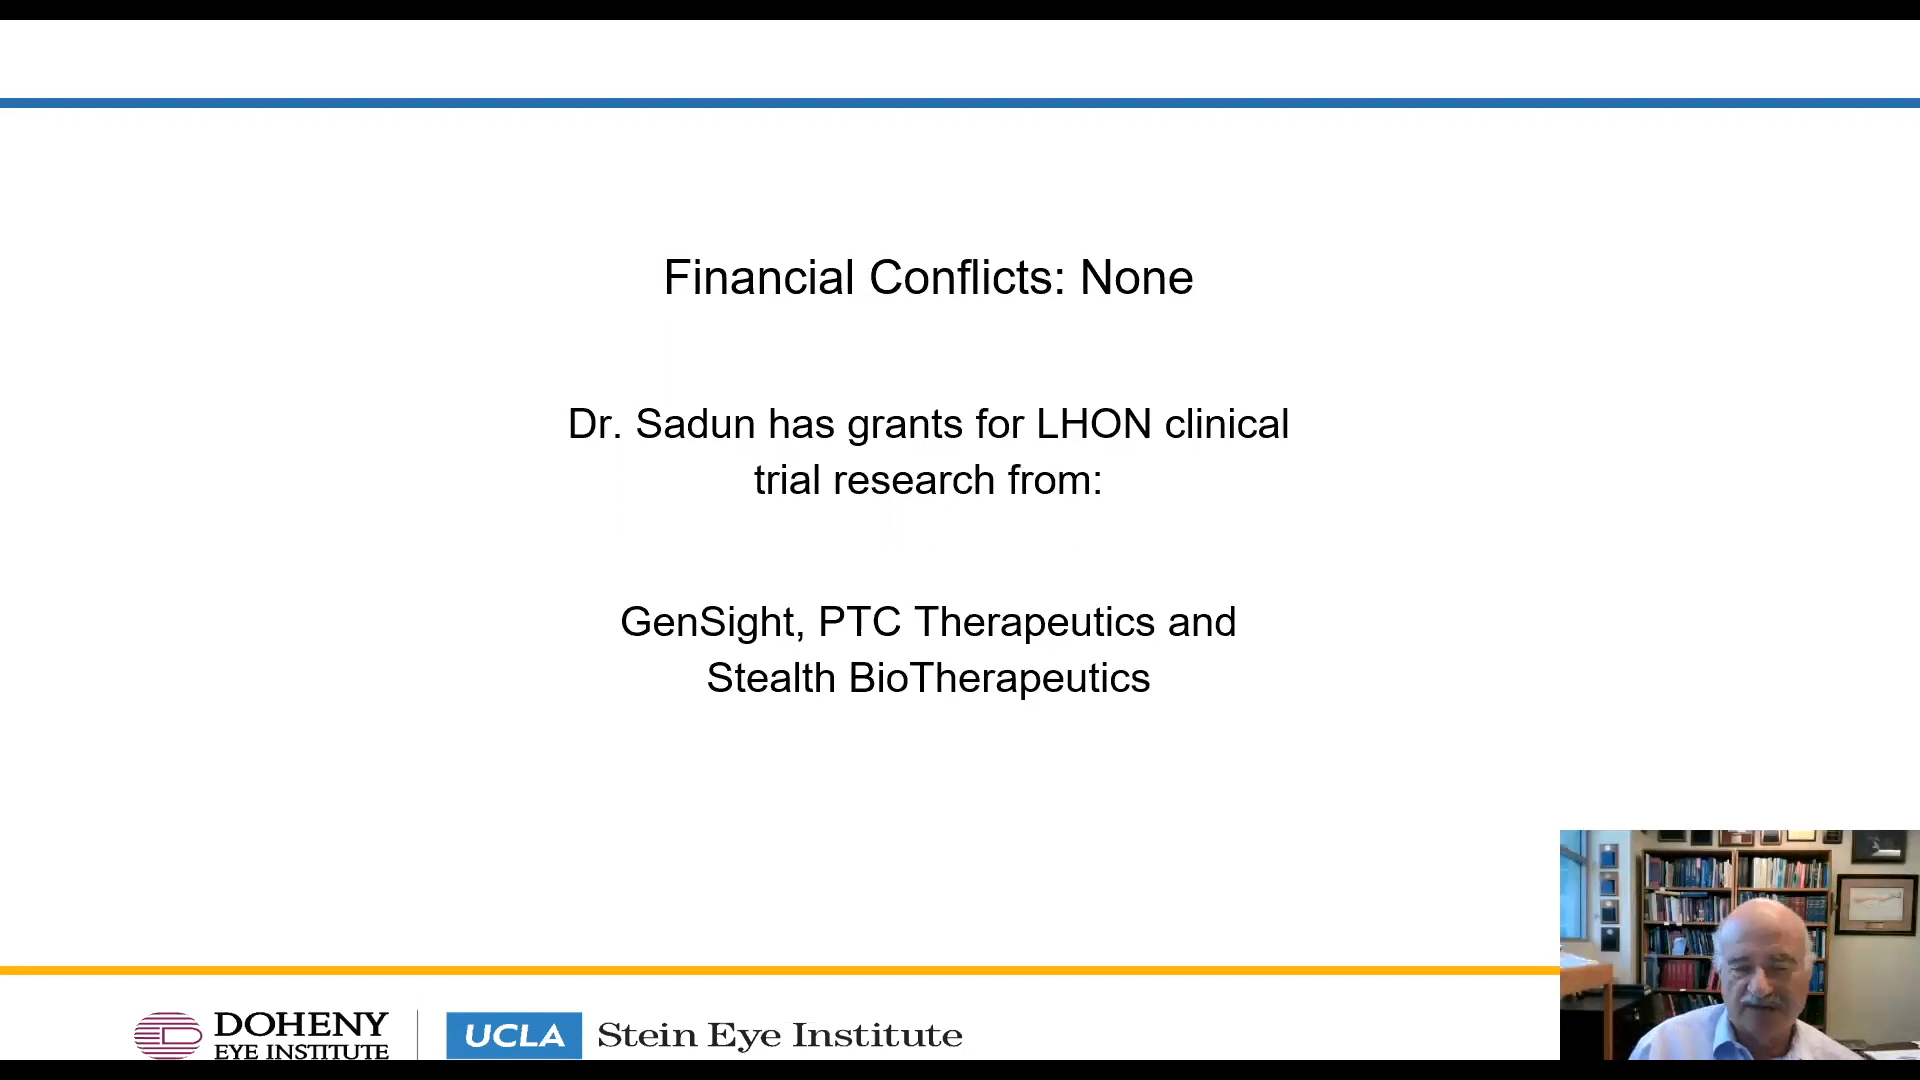 Financial Conflicts: None
Dr. Sadun has grants for LHON clinical
trial research from:
GenSight, PTC Therapeutics and
Stealth BioTherapeutics
DOHENY
EYE INSTITUTE
UCLA Stein Eye Institute